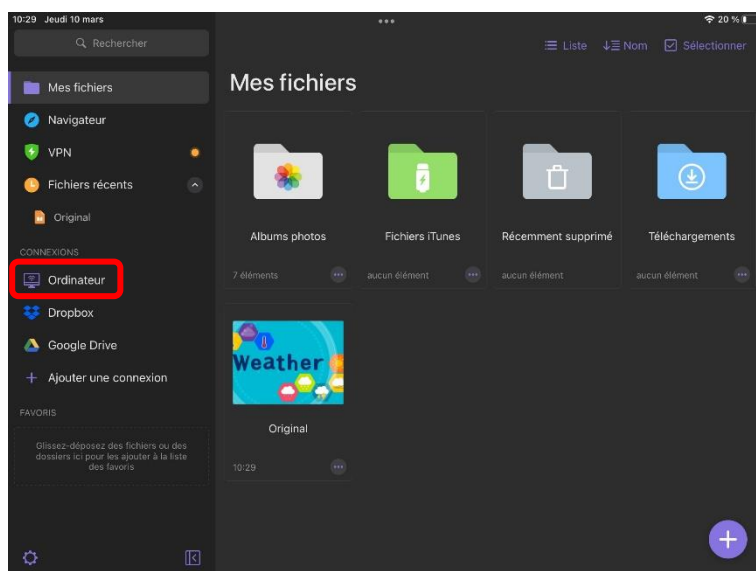 10:29 Jeudi 10 mars
20 %
Rechercher
Liste
Nom
Sélectionner
Mes fichiers
Mes fichiers
Navigateur
VPN
Fichiers récents
Original
CONNEXIONS
Ordinateur
Dropbox
Google Drive
Ajouter une connexion
FAVORIS
Glissez-déposez des fichiers ou des
dossiers ici pour les ajouter à la liste
des favoris
Albums photos
7 éléments
Fichiers iTunes
aucun élément
Récemment supprimé
aucun élément
Téléchargements
aucun élément
Weather
Original
10:29